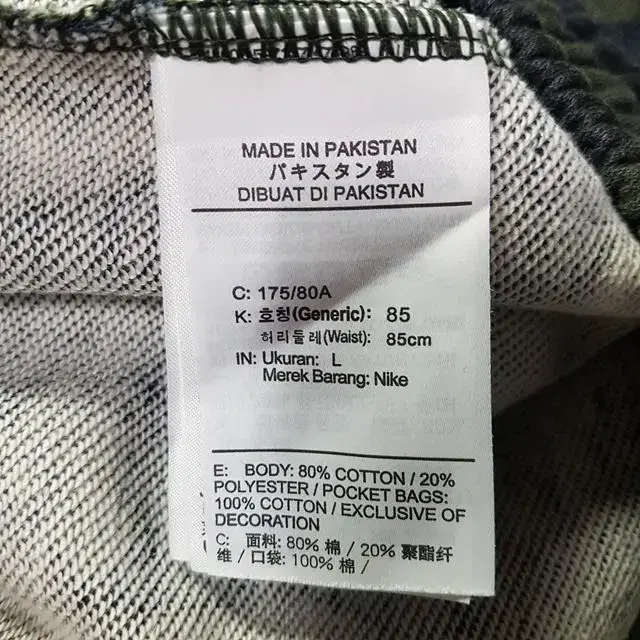 MADE IN PAKISTAN
パキスタン製
DIBUAT DI PAKISTAN
C: 175/80A
K: 호칭(Generic): 85
허리둘레(Waist): 85cm
IN: Ukuran: L
Merek Barang: Nike
E: BODY: 80% COTTON / 20%
POLYESTER / POCKET BAGS:
100% COTTON / EXCLUSIVE OF
DECORATION
C: 面料: 80% 棉 / 20% 聚酯纤
维 / 口袋: 100% 棉 /